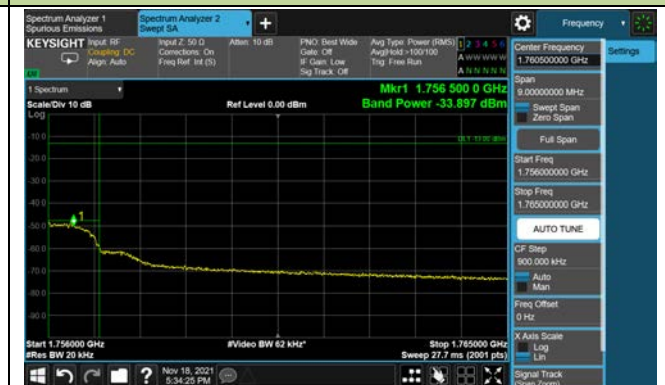 Spectrum Analyzer 1
Spurious Emissions
Spectrum Analyzer 2
Swept SA
Frequency
KEYSIGHT
Input: RF
Coupling: DC
Align: Auto
Input Z: 50 Ω
Corrections: On
Freq Ref: Int (S)
Atten: 10 dB
PNO: Best Wide
Gate: Off
IF Gain: Low
Sig Track: Off
Avg Type: Power (RMS)
Avg|Hold:>100/100
Trig: Free Run
1 2 3 4 5 6
A W W W W W
A N N N N N
1 Spectrum
Scale/Div 10 dB
Log
Ref Level 0.00 dBm
Mkr1 1.756 500 0 GHz
Band Power -33.897 dBm
DL1 -13.00 dBm
-10.0
-20.0
-30.0
-40.0
-50.0
-60.0
-70.0
-80.0
-90.0
1
Start 1.756000 GHz
#Res BW 20 kHz
#Video BW 62 kHz*
Stop 1.765000 GHz
Sweep 27.7 ms (2001 pts)
Nov 18, 2021
5:34:25 PM
Center Frequency
1.760500000 GHz
Settings
Span
9.00000000 MHz
Swept Span
Zero Span
Full Span
Start Freq
1.756000000 GHz
Stop Freq
1.765000000 GHz
AUTO TUNE
CF Step
900.000 kHz
Auto
Man
Freq Offset
0 Hz
X Axis Scale
Log
Lin
Signal Track
(Span Zoom)